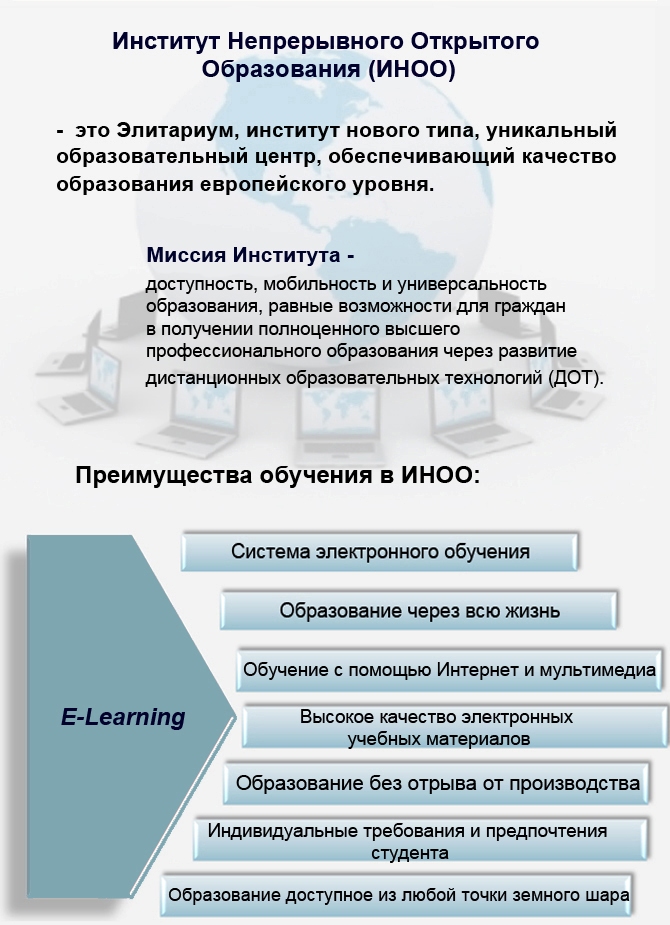 Институт Непрерывного Открытого
Образования (ИНОО)
- это Элитариум, институт нового типа, уникальный
образовательный центр, обеспечивающий качество
образования европейского уровня.
Миссия Института -
доступность, мобильность и универсальность
образования, равные возможности для граждан
в получении полноценного высшего
профессионального образования через развитие
дистанционных образовательных технологий (ДОТ).
Преимущества обучения в ИНОО:
Система электронного обучения
Образование через всю жизнь
Обучение с помощью Интернет и мультимедиа
E-Learning
Высокое качество электронных
учебных материалов
Образование без отрыва от производства
Индивидуальные требования и предпочтения
студента
Образование доступное из любой точки земного шара